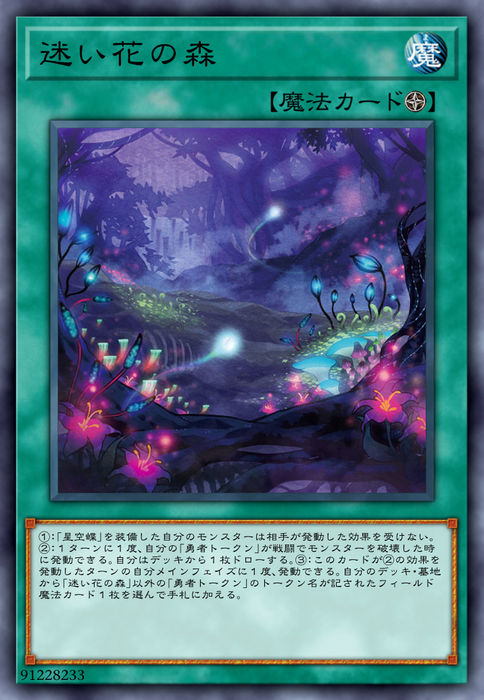 迷い花の森
魔
【魔法カード】
①:「星空蝶」を装備した自分のモンスターは相手が発動した効果を受けない。
②:1ターンに1度、自分の「勇者トークン」が戦闘でモンスターを破壊した時
に発動できる。自分はデッキから1枚ドローする。③:このカードが②の効果を
発動したターンの自分メインフェイズに1度、発動できる。自分のデッキ・墓地
から「迷い花の森」以外の「勇者トークン」のトークン名が記されたフィールド
魔法カード1枚を選んで手札に加える。
91228233